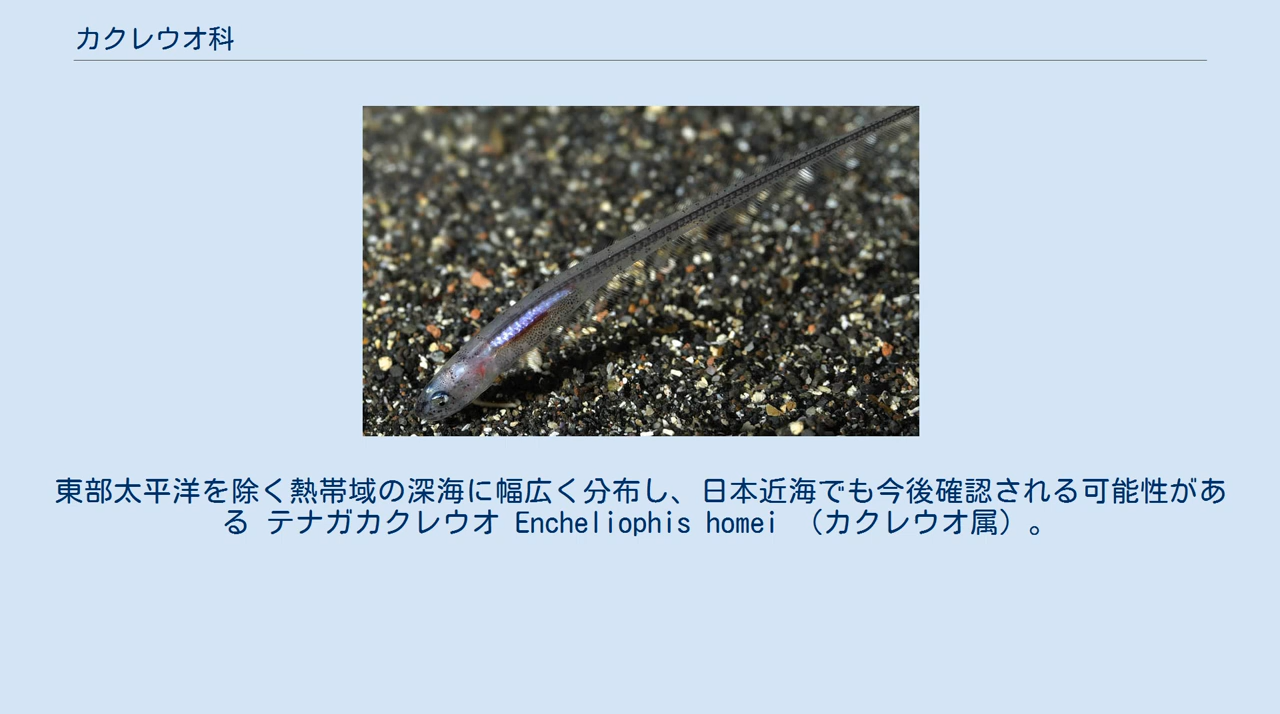 カクレウオ科
東部太平洋を除く熱帯域の深海に幅広く分布し、日本近海でも今後確認される可能性があ
る テナガカクレウオ Encheliophis homei （カクレウオ属）。